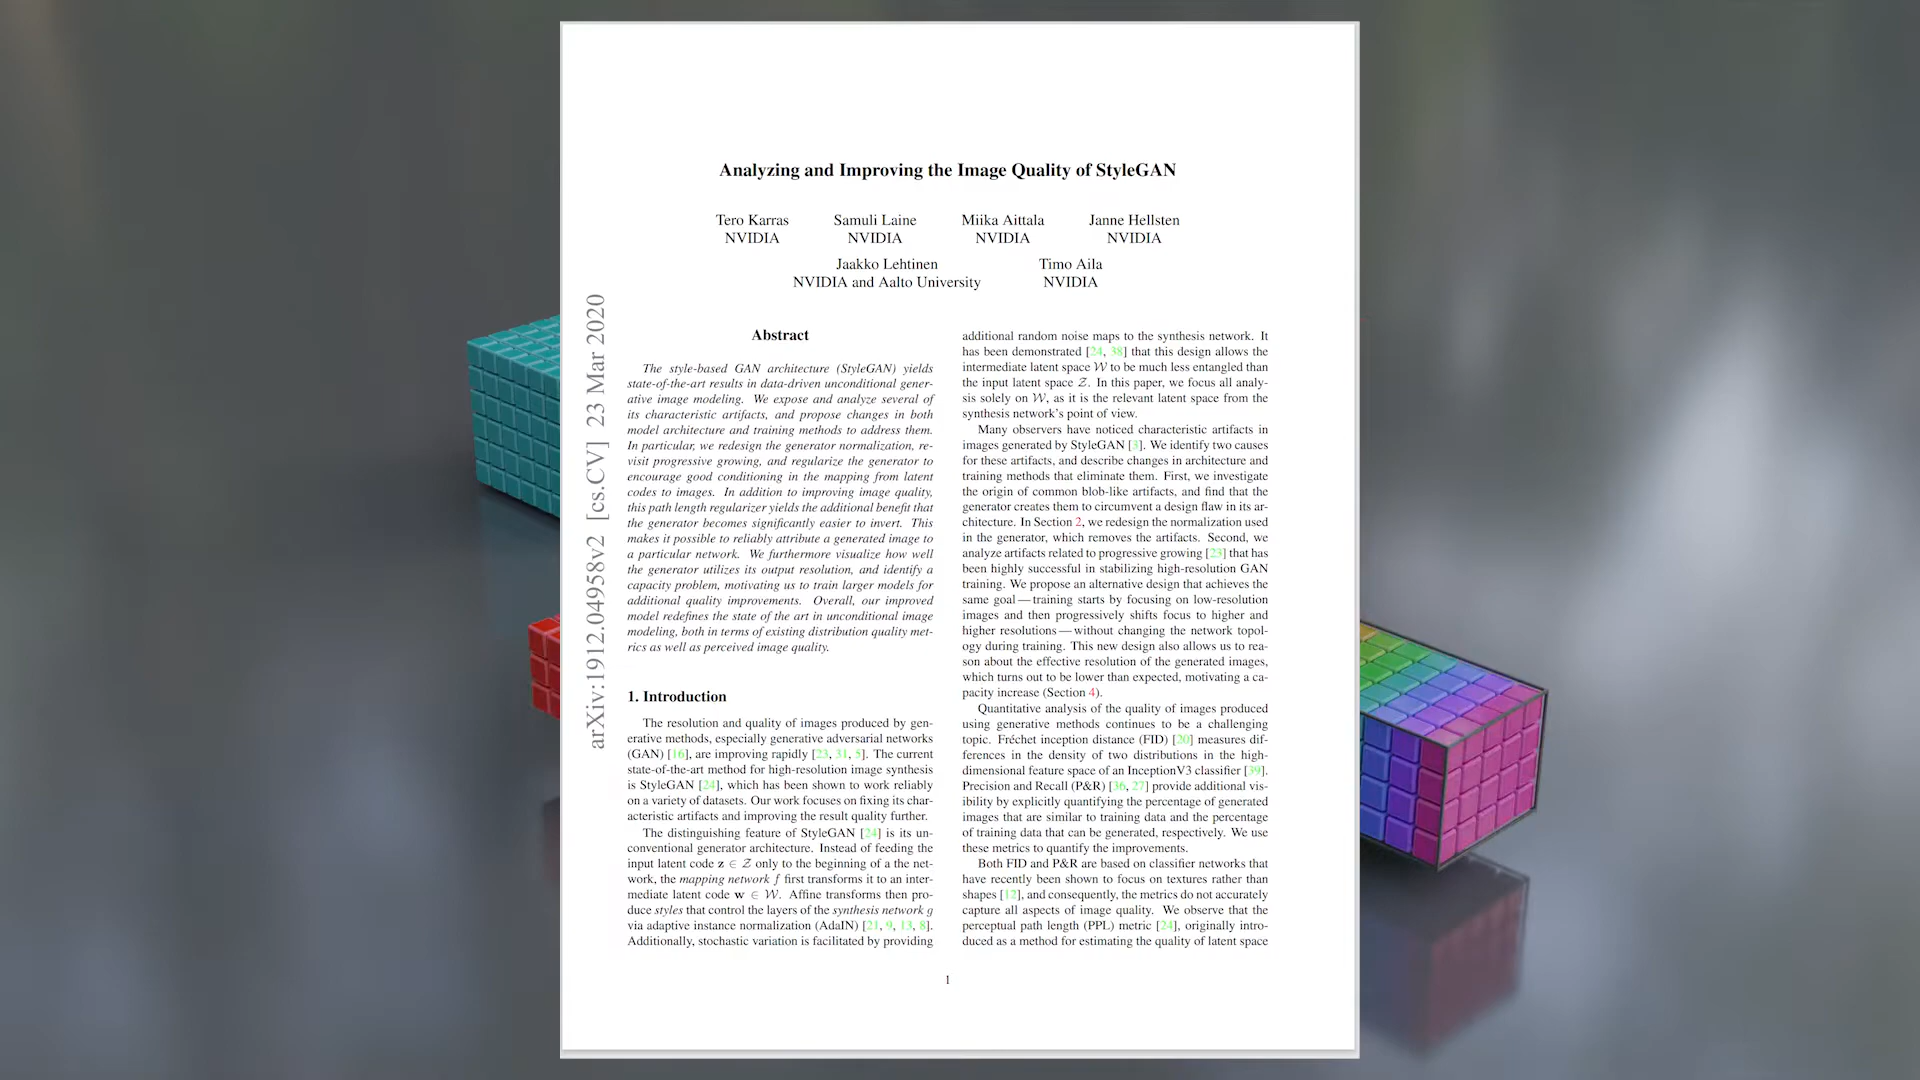 Analyzing and Improving the Image Quality of StyleGAN
Tero Karras
NVIDIA
Samuli Laine
NVIDIA
Miika Aittala
NVIDIA
Janne Hellsten
NVIDIA
Jaakko Lehtinen
NVIDIA and Aalto University
Timo Aila
NVIDIA
arXiv:1912.04958v2 [cs.CV] 23 Mar 2020
Abstract
The style-based GAN architecture (StyleGAN) yields
state-of-the-art results in data-driven unconditional gener-
ative image modeling. We expose and analyze several of
its characteristic artifacts, and propose changes in both
model architecture and training methods to address them.
In particular, we redesign the generator normalization, re-
visit progressive growing, and regularize the generator to
encourage good conditioning in the mapping from latent
codes to images. In addition to improving image quality,
this path length regularizer yields the additional benefit that
the generator becomes significantly easier to invert. This
makes it possible to reliably attribute a generated image to
a particular network. We furthermore visualize how well
the generator utilizes its output resolution, and identify a
capacity problem, motivating us to train larger models for
additional quality improvements. Overall, our improved
model redefines the state of the art in unconditional image
modeling, both in terms of existing distribution quality met-
rics as well as perceived image quality.
1. Introduction
The resolution and quality of images produced by gen-
erative methods, especially generative adversarial networks
(GAN) [16], are improving rapidly [23, 31, 5]. The current
state-of-the-art method for high-resolution image synthesis
is StyleGAN [24], which has been shown to work reliably
on a variety of datasets. Our work focuses on fixing its char-
acteristic artifacts and improving the result quality further.
The distinguishing feature of StyleGAN [24] is its un-
conventional generator architecture. Instead of feeding the
input latent code z ∈ Z only to the beginning of a the net-
work, the mapping network f first transforms it to an inter-
mediate latent code w ∈ W. Affine transforms then pro-
duce styles that control the layers of the synthesis network g
via adaptive instance normalization (AdaIN) [21, 9, 13, 8].
Additionally, stochastic variation is facilitated by providing
additional random noise maps to the synthesis network. It
has been demonstrated [24, 38] that this design allows the
intermediate latent space W to be much less entangled than
the input latent space Z. In this paper, we focus all analy-
sis solely on W, as it is the relevant latent space from the
synthesis network's point of view.
Many observers have noticed characteristic artifacts in
images generated by StyleGAN [3]. We identify two causes
for these artifacts, and describe changes in architecture and
training methods that eliminate them. First, we investigate
the origin of common blob-like artifacts, and find that the
generator creates them to circumvent a design flaw in its ar-
chitecture. In Section 2, we redesign the normalization used
in the generator, which removes the artifacts. Second, we
analyze artifacts related to progressive growing [23] that has
been highly successful in stabilizing high-resolution GAN
training. We propose an alternative design that achieves the
same goal — training starts by focusing on low-resolution
images and then progressively shifts focus to higher and
higher resolutions — without changing the network topol-
ogy during training. This new design also allows us to rea-
son about the effective resolution of the generated images,
which turns out to be lower than expected, motivating a ca-
pacity increase (Section 4).
Quantitative analysis of the quality of images produced
using generative methods continues to be a challenging
topic. Fréchet inception distance (FID) [20] measures dif-
ferences in the density of two distributions in the high-
dimensional feature space of an InceptionV3 classifier [39].
Precision and Recall (P&R) [36, 27] provide additional vis-
ibility by explicitly quantifying the percentage of generated
images that are similar to training data and the percentage
of training data that can be generated, respectively. We use
these metrics to quantify the improvements.
Both FID and P&R are based on classifier networks that
have recently been shown to focus on textures rather than
shapes [12], and consequently, the metrics do not accurately
capture all aspects of image quality. We observe that the
perceptual path length (PPL) metric [24], originally intro-
duced as a method for estimating the quality of latent space
1